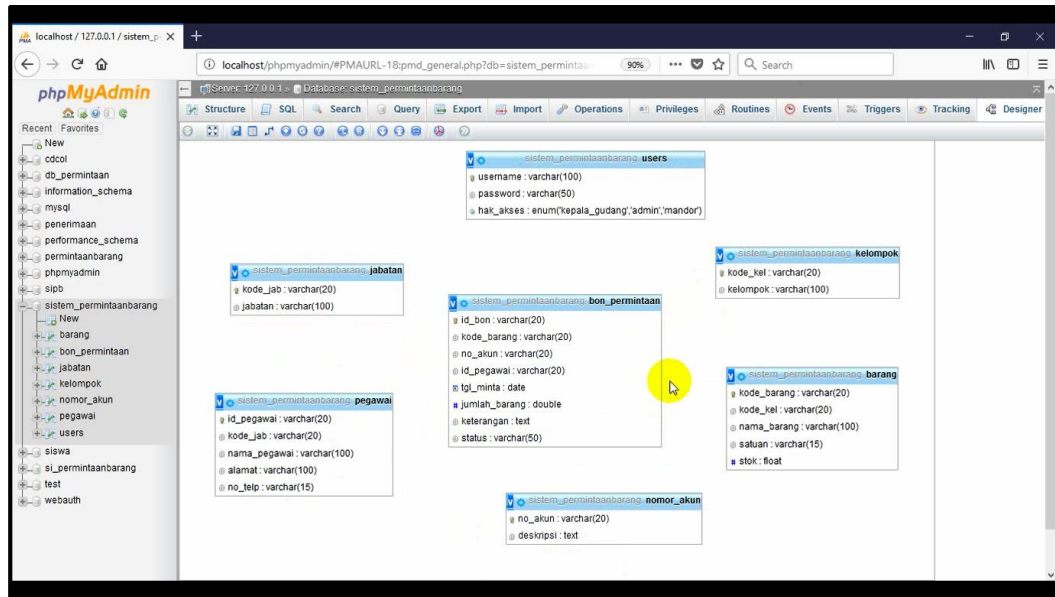 localhost / 127.0.0.1 / sistem_p
localhost/phpmyadmin/#PMAURL-18:pmd_general.php?db=sistem_permintaa
90%
Search
phpMyAdmin
Recent Favorites
New
cdcol
db_permintaan
information_schema
mysql
penerimaan
performance_schema
permintaanbarang
phpmyadmin
sipb
sistem_permintaanbarang
New
barang
bon_permintaan
jabatan
kelompok
nomor_akun
pegawai
users
siswa
si_permintaanbarang
test
webauth
Server: 127.0.0.1 » Database: sistem_permintaanbarang
Structure SQL Search Query Export Import Operations Privileges Routines Events Triggers Tracking Designer
sistem_permintaanbarang users
username : varchar(100)
password : varchar(50)
hak_akses : enum('kepala_gudang','admin','mandor')
sistem_permintaanbarang jabatan
kode_jab : varchar(20)
jabatan : varchar(100)
sistem_permintaanbarang kelompok
kode_kel : varchar(20)
kelompok : varchar(100)
sistem_permintaanbarang bon_permintaan
id_bon : varchar(20)
kode_barang : varchar(20)
no_akun : varchar(20)
id_pegawai : varchar(20)
tgl_minta : date
jumlah_barang : double
keterangan : text
status : varchar(50)
sistem_permintaanbarang barang
kode_barang : varchar(20)
kode_kel : varchar(20)
nama_barang : varchar(100)
satuan : varchar(15)
stok : float
sistem_permintaanbarang pegawai
id_pegawai : varchar(20)
kode_jab : varchar(20)
nama_pegawai : varchar(100)
alamat : varchar(100)
no_telp : varchar(15)
sistem_permintaanbarang nomor_akun
no_akun : varchar(20)
deskripsi : text